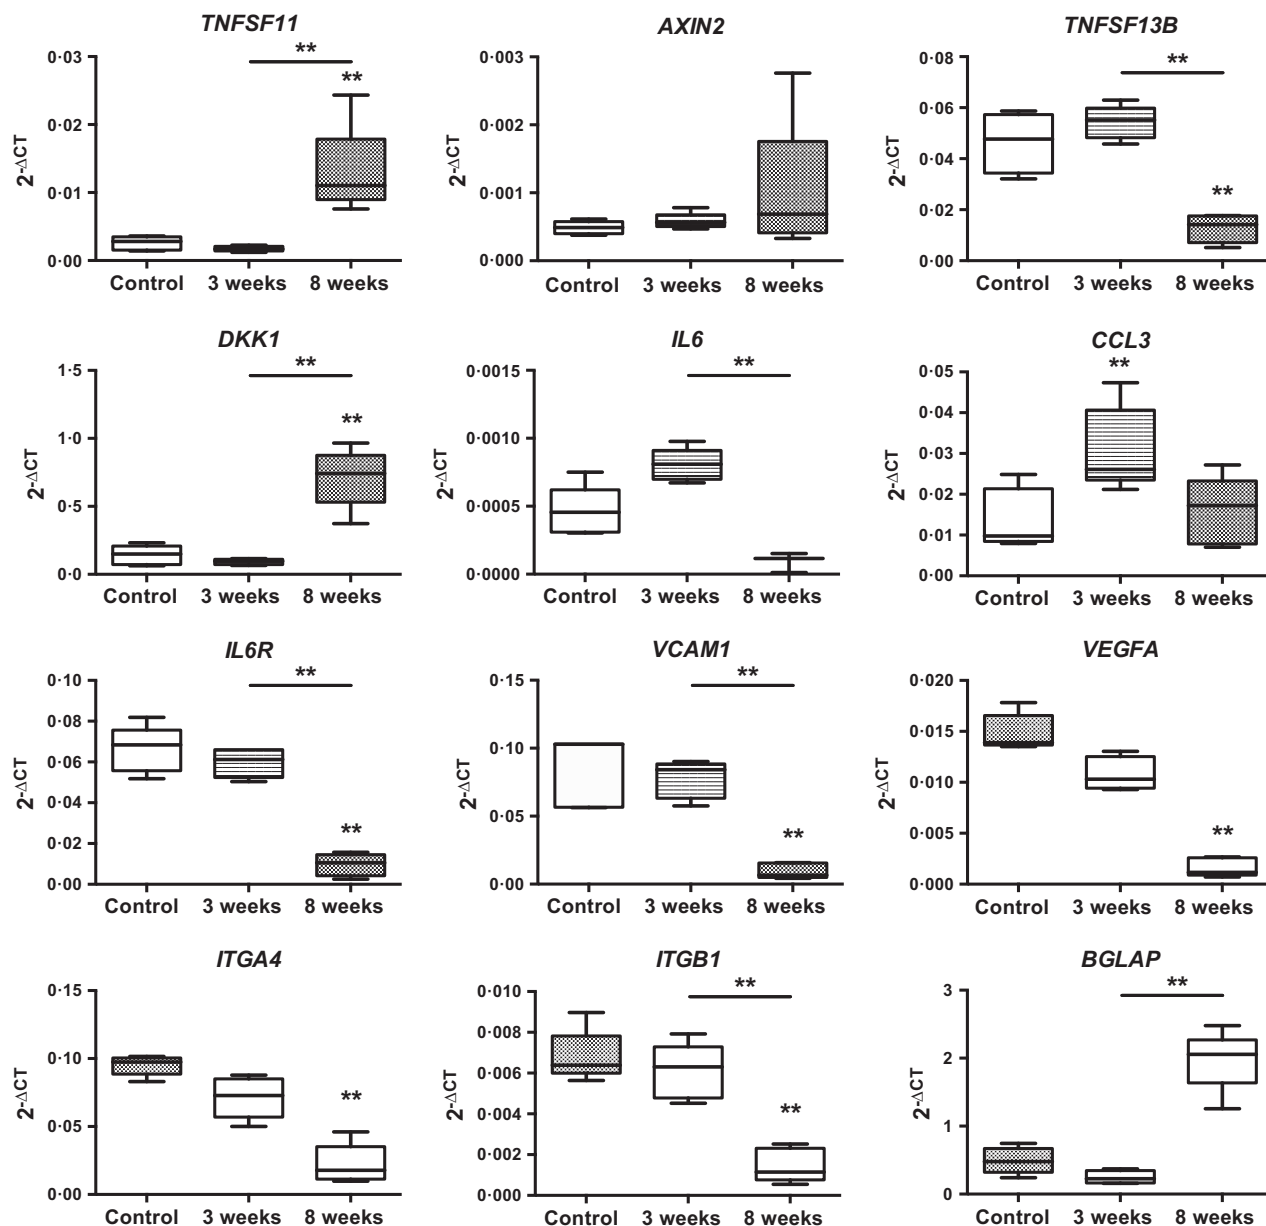 TNFSF11
**
**
0·03
0·02
0·01
0·00
2-ΔCT
Control 3 weeks 8 weeks
AXIN2
0·003
0·002
0·001
0·000
2-ΔCT
Control 3 weeks 8 weeks
TNFSF13B
**
**
0·08
0·06
0·04
0·02
0·00
2-ΔCT
Control 3 weeks 8 weeks
DKK1
**
**
1·5
1·0
0·5
0·0
2-ΔCT
Control 3 weeks 8 weeks
IL6
**
0·0015
0·0010
0·0005
0·0000
2-ΔCT
Control 3 weeks 8 weeks
CCL3
**
0·05
0·04
0·03
0·02
0·01
0·00
2-ΔCT
Control 3 weeks 8 weeks
IL6R
**
**
0·10
0·08
0·06
0·04
0·02
0·00
2-ΔCT
Control 3 weeks 8 weeks
VCAM1
**
**
0·15
0·10
0·05
0·00
2-ΔCT
Control 3 weeks 8 weeks
VEGFA
**
0·020
0·015
0·010
0·005
0·000
2-ΔCT
Control 3 weeks 8 weeks
ITGA4
**
0·15
0·10
0·05
0·00
2-ΔCT
Control 3 weeks 8 weeks
ITGB1
**
**
0·010
0·008
0·006
0·004
0·002
0·000
2-ΔCT
Control 3 weeks 8 weeks
BGLAP
**
3
2
1
0
2-ΔCT
Control 3 weeks 8 weeks